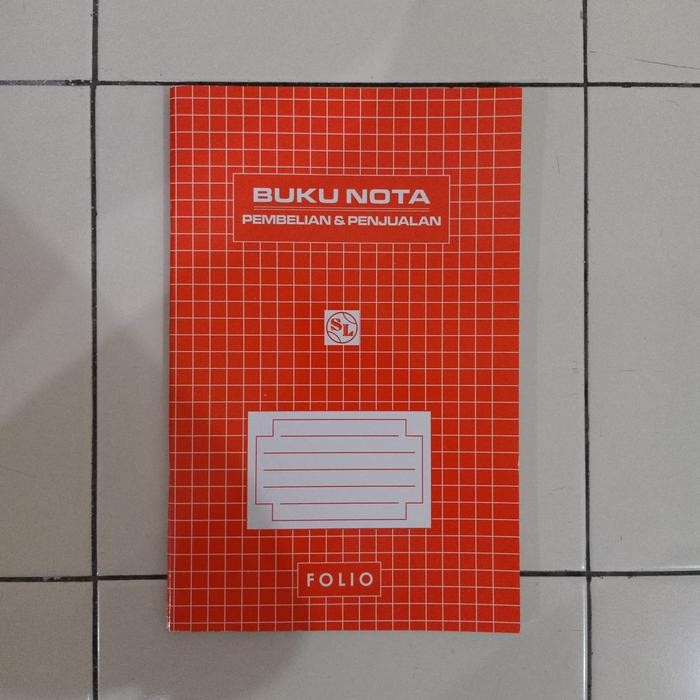 BUKU NOTA
PEMBELIAN & PENJUALAN
SL
FOLIO